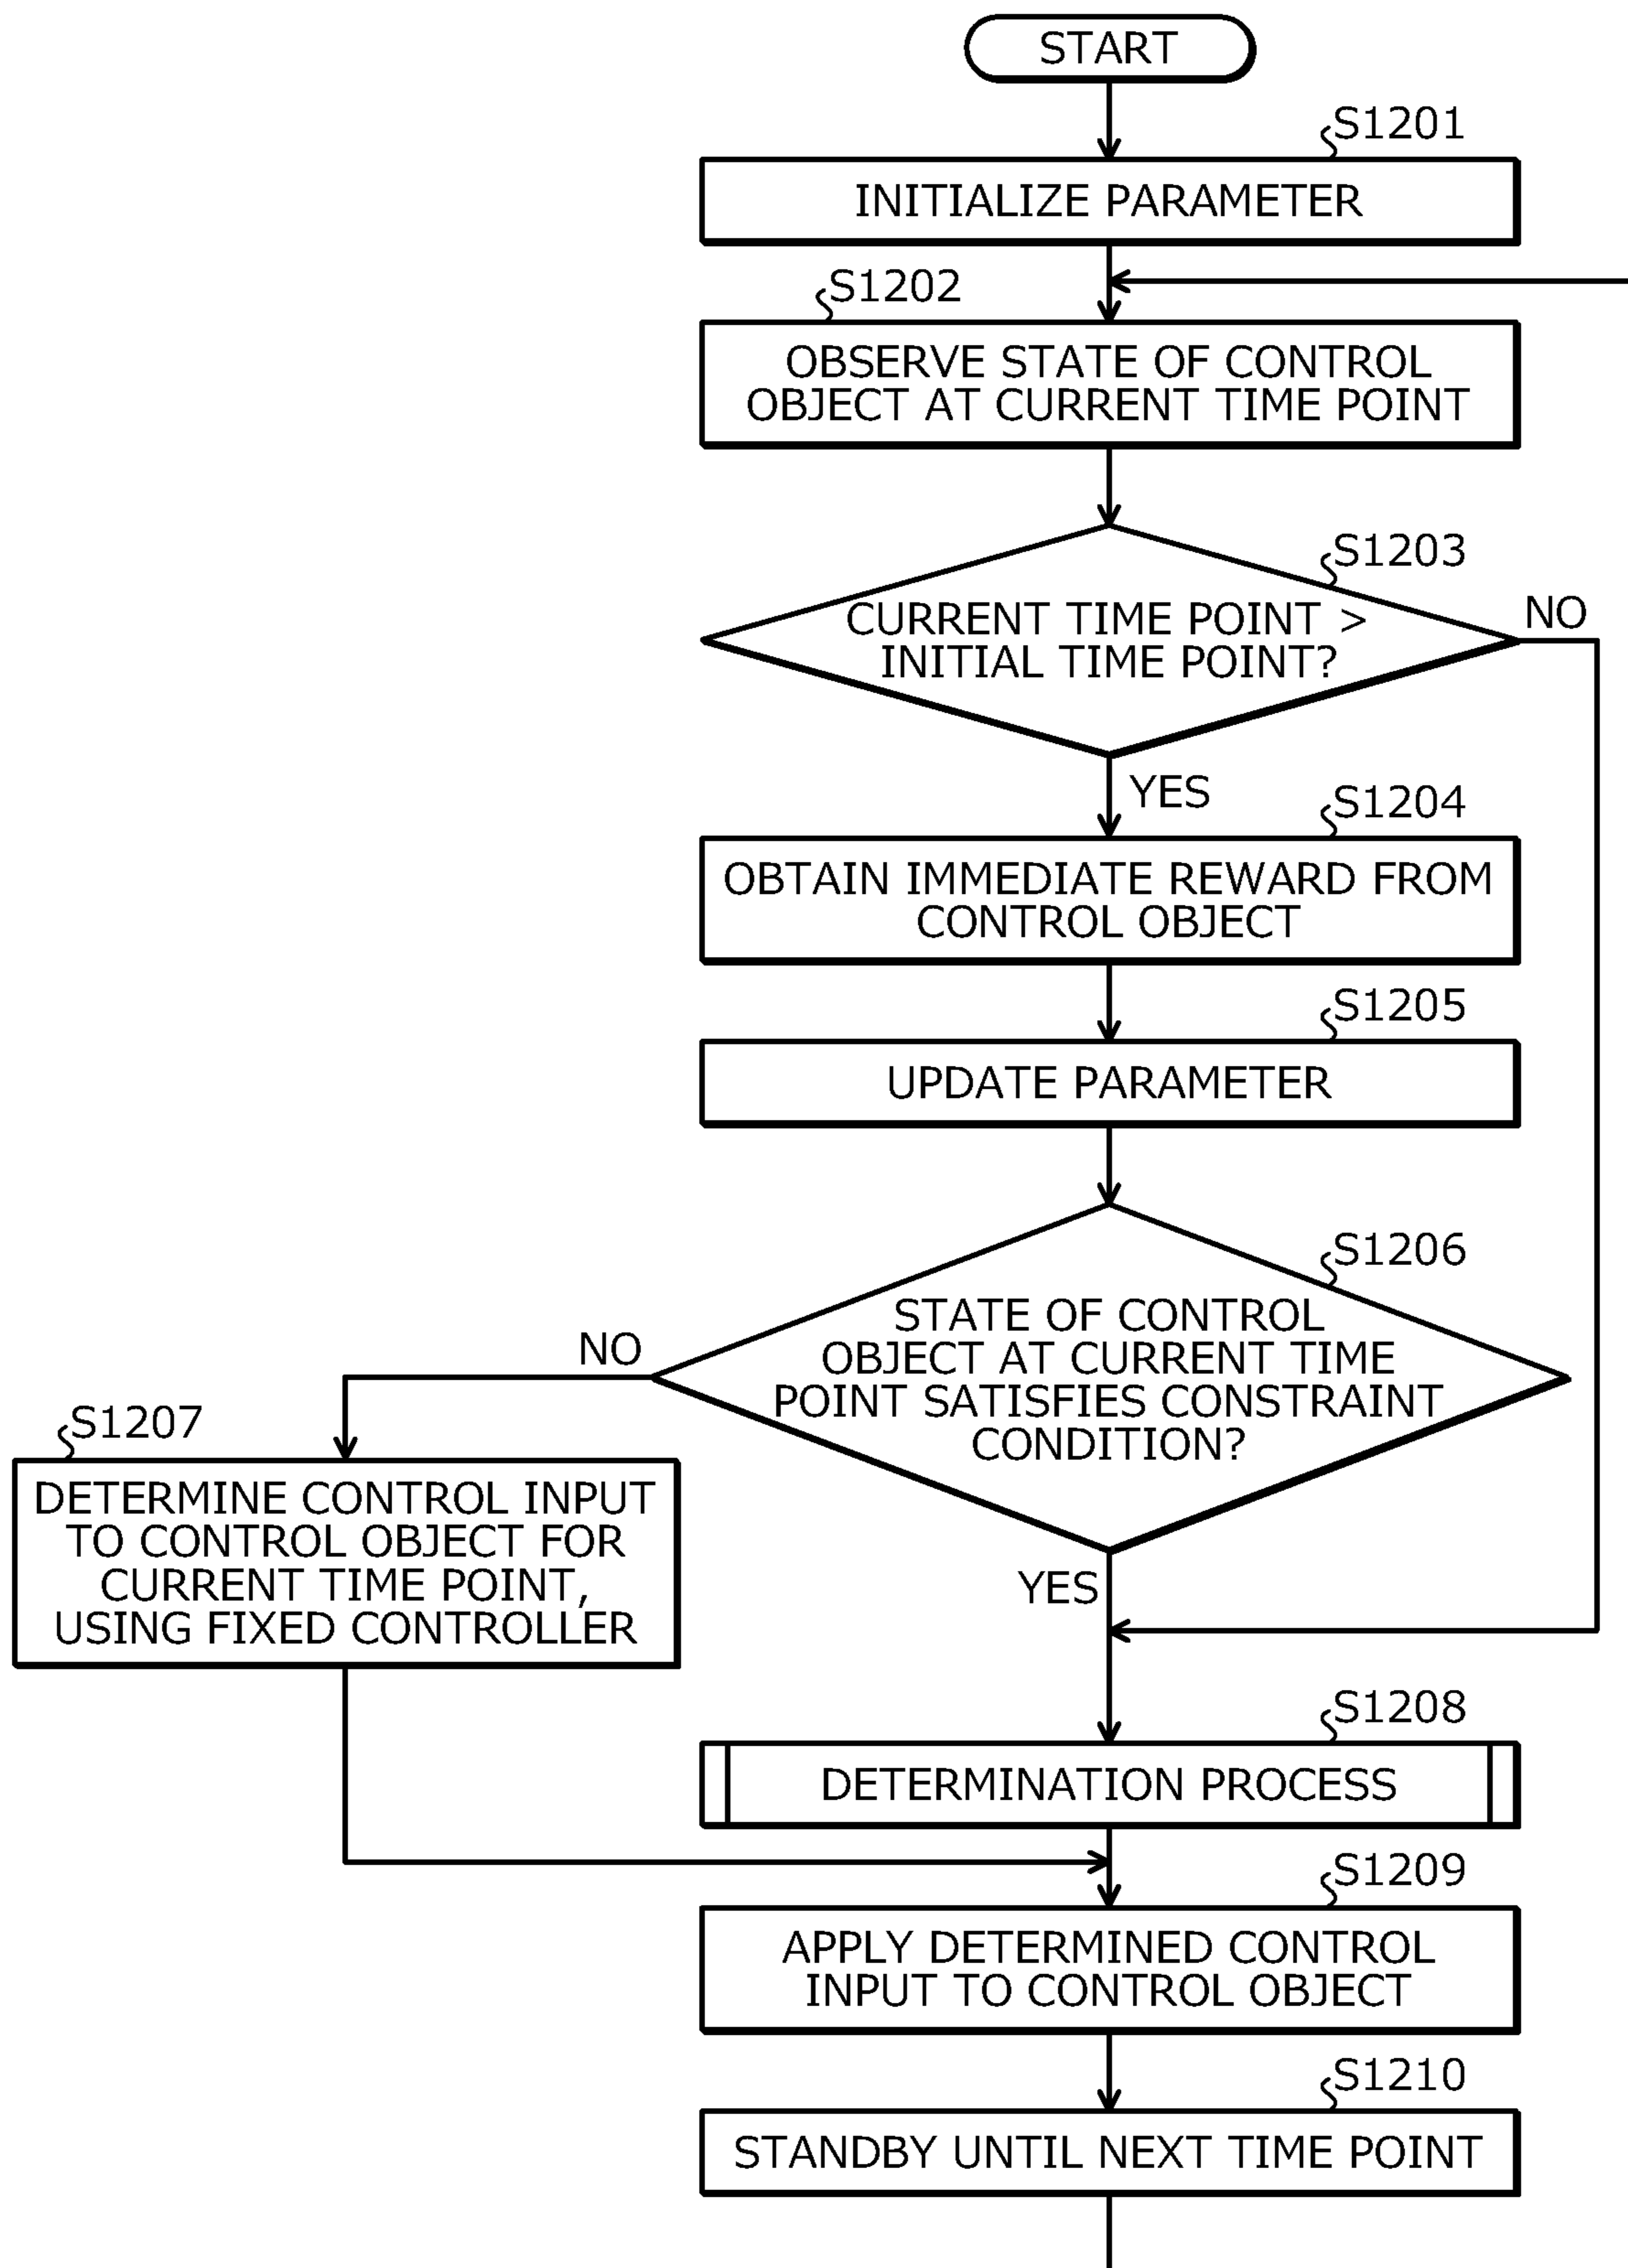 START
S1201
INITIALIZE PARAMETER
S1202
OBSERVE STATE OF CONTROL
OBJECT AT CURRENT TIME POINT
S1203
CURRENT TIME POINT >
INITIAL TIME POINT?
NO
YES
S1204
OBTAIN IMMEDIATE REWARD FROM
CONTROL OBJECT
S1205
UPDATE PARAMETER
S1206
STATE OF CONTROL
OBJECT AT CURRENT TIME
POINT SATISFIES CONSTRAINT
CONDITION?
NO
S1207
DETERMINE CONTROL INPUT
TO CONTROL OBJECT FOR
CURRENT TIME POINT,
USING FIXED CONTROLLER
YES
S1208
DETERMINATION PROCESS
S1209
APPLY DETERMINED CONTROL
INPUT TO CONTROL OBJECT
S1210
STANDBY UNTIL NEXT TIME POINT